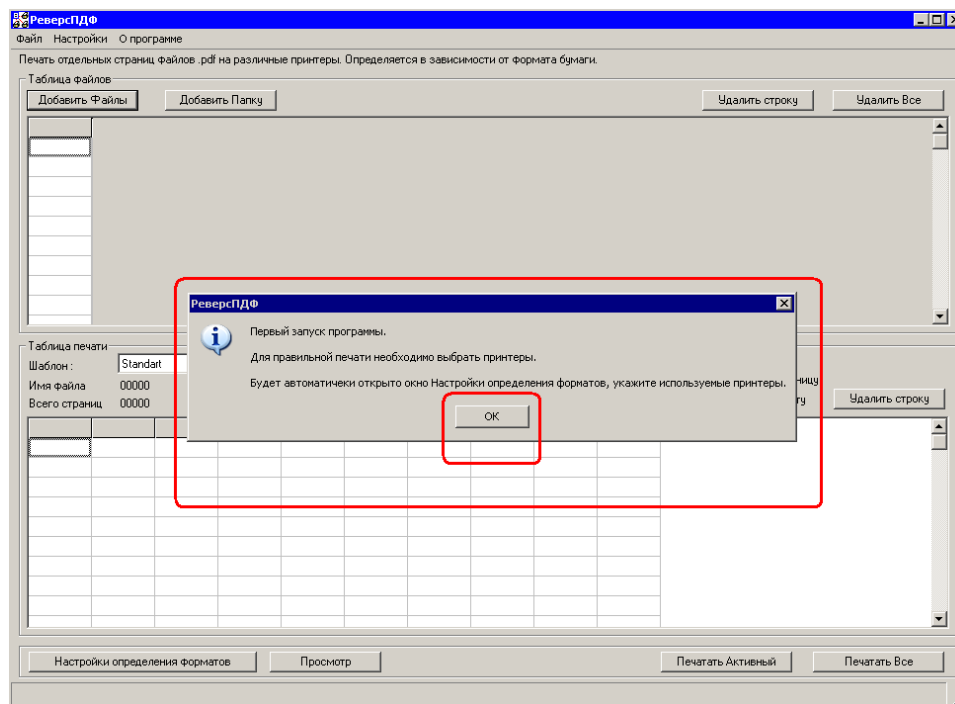 РеверсПДФ
Файл Настройки О программе
Печать отдельных страниц файлов .pdf на различные принтеры. Определяется в зависимости от формата бумаги.
Таблица файлов
Добавить Файлы Добавить Папку Удалить строку Удалить Все
РеверсПДФ
Первый запуск программы.
Для правильной печати необходимо выбрать принтеры.
Будет автоматичеки открыто окно Настройки определения форматов, укажите используемые принтеры.
OK
Таблица печати
Шаблон : Standart
Имя файла 00000
Всего страниц 00000 Удалить строку
Настройки определения форматов Просмотр Печатать Активный Печатать Все